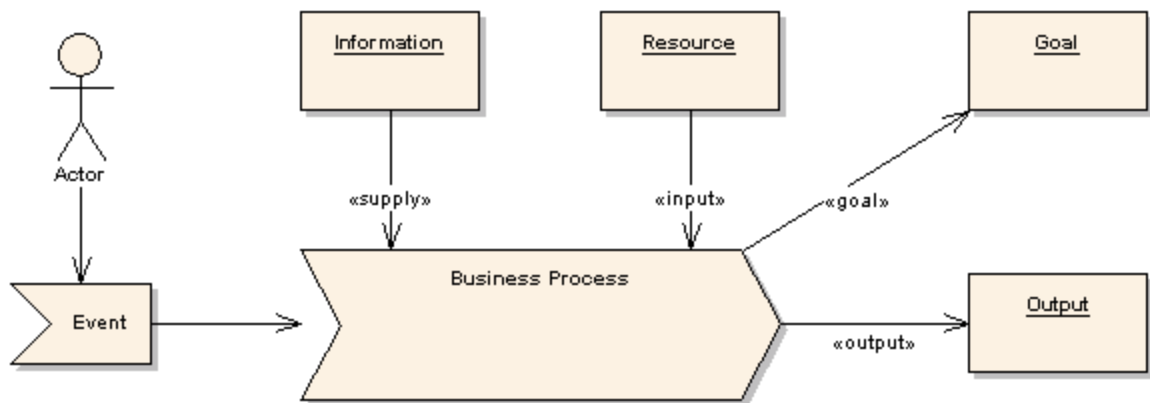 Information
Resource
Goal
Actor
«supply»
«input»
«goal»
Business Process
Event
Output
«output»